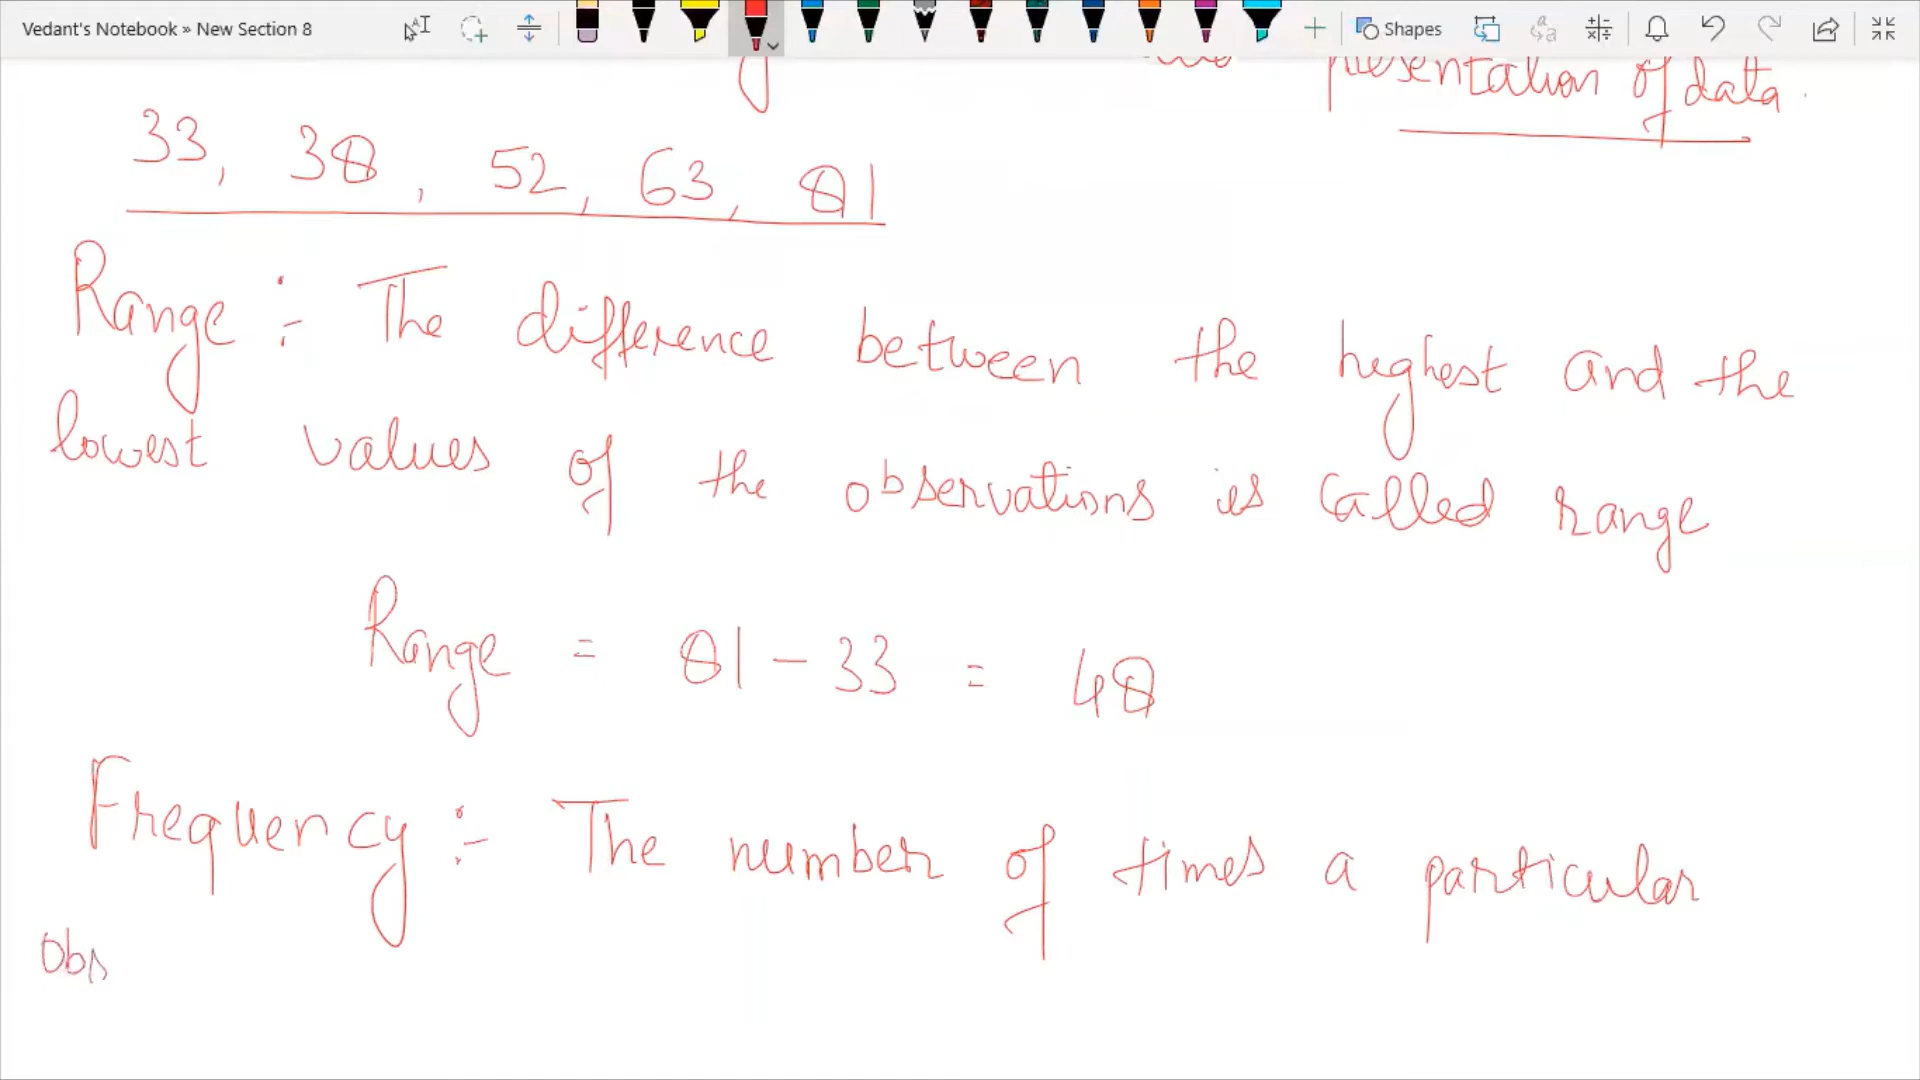 Vedant's Notebook » New Section 8
Shapes
presentation of data
33, 38, 52, 63, 81
Range :- The difference between the highest and the
lowest values of the observations is called range
Range = 81 - 33 = 48
Frequency :- The number of times a particular
Obs